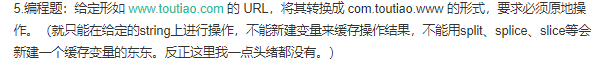 5.编程题：给定形如 www.toutiao.com 的 URL，将其转换成 com.toutiao.www 的形式，要求必须原地操
作。（就只能在给定的string上进行操作，不能新建变量来缓存操作结果，不能用split、splice、slice等会
新建一个缓存变量的东东。反正这里我一点头绪都没有。）